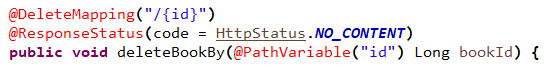 @DeleteMapping("/{id}")
@ResponseStatus(code = HttpStatus.NO_CONTENT)
public void deleteBookBy(@PathVariable("id") Long bookId) {